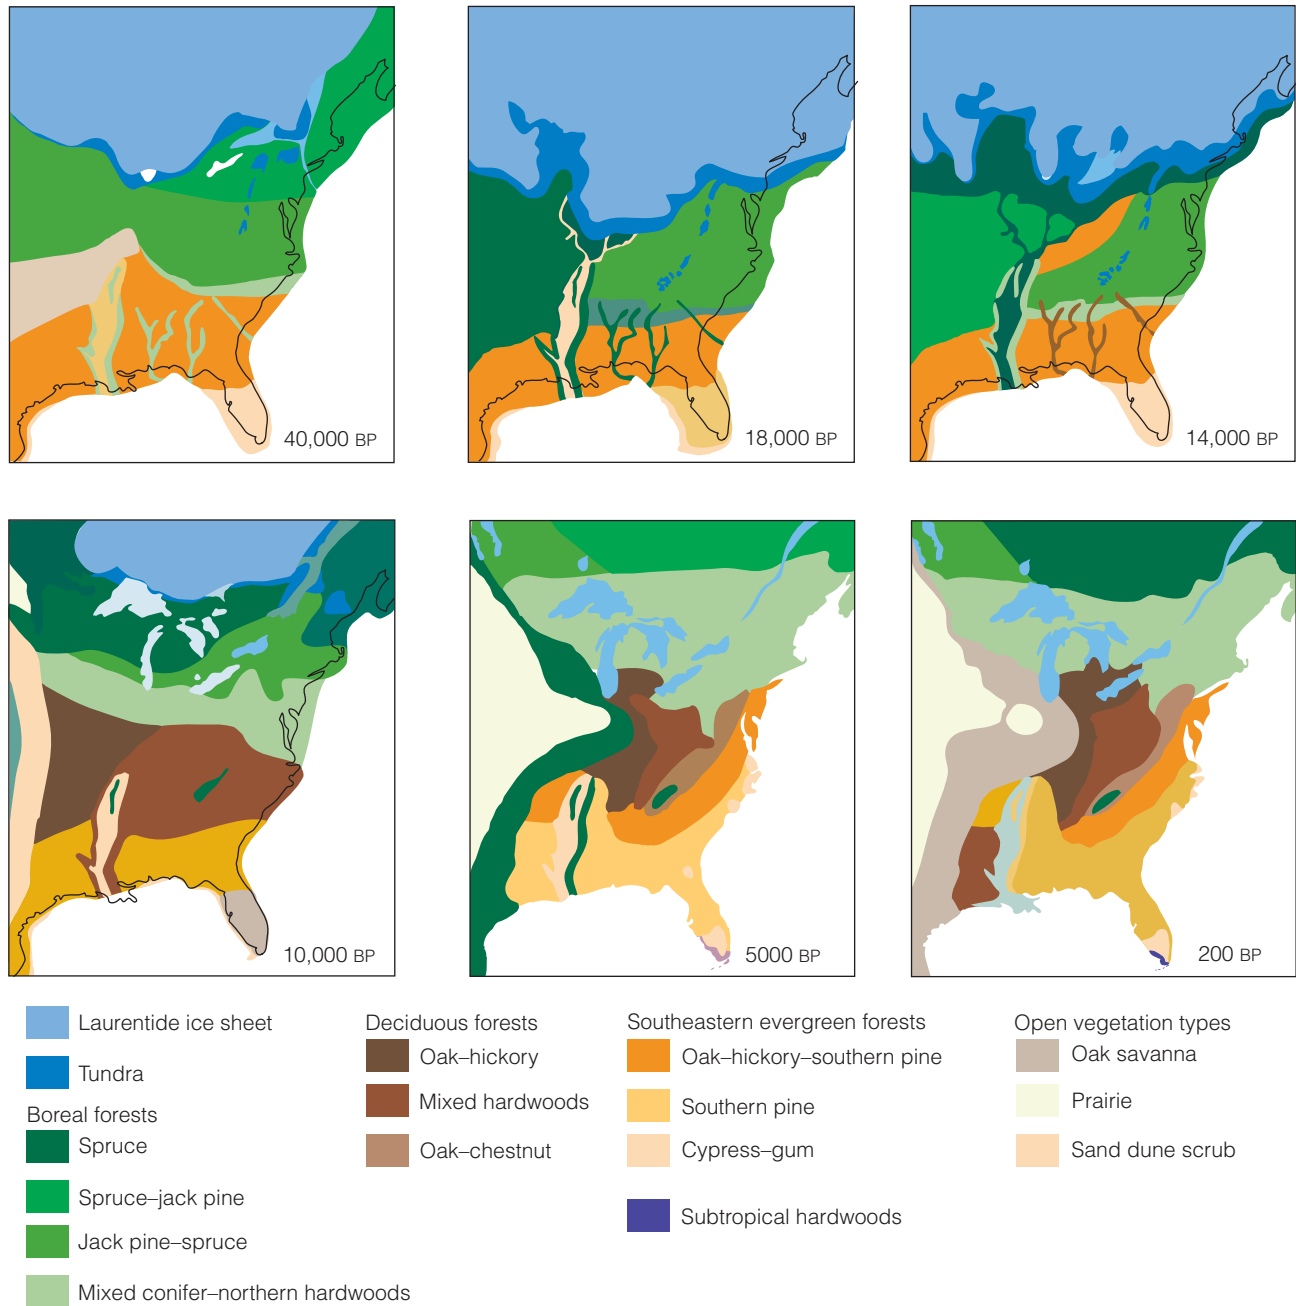 40,000 BP
18,000 BP
14,000 BP
10,000 BP
5000 BP
200 BP
Laurentide ice sheet
Tundra
Boreal forests
Spruce
Spruce–jack pine
Jack pine–spruce
Mixed conifer–northern hardwoods
Deciduous forests
Oak–hickory
Mixed hardwoods
Oak–chestnut
Southeastern evergreen forests
Oak–hickory–southern pine
Southern pine
Cypress–gum
Subtropical hardwoods
Open vegetation types
Oak savanna
Prairie
Sand dune scrub